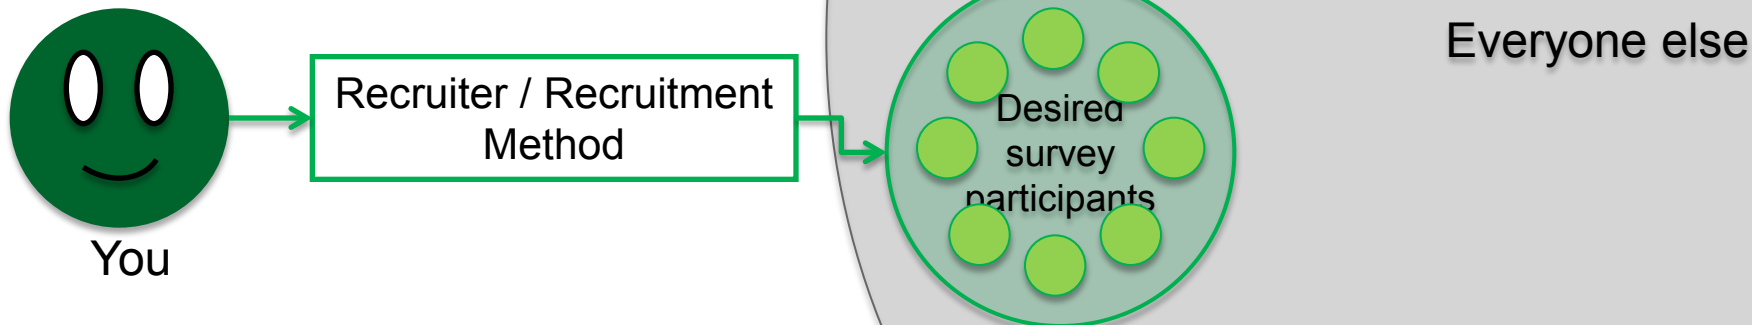 You
Recruiter / Recruitment
Method
Desired
survey
participants
Everyone else